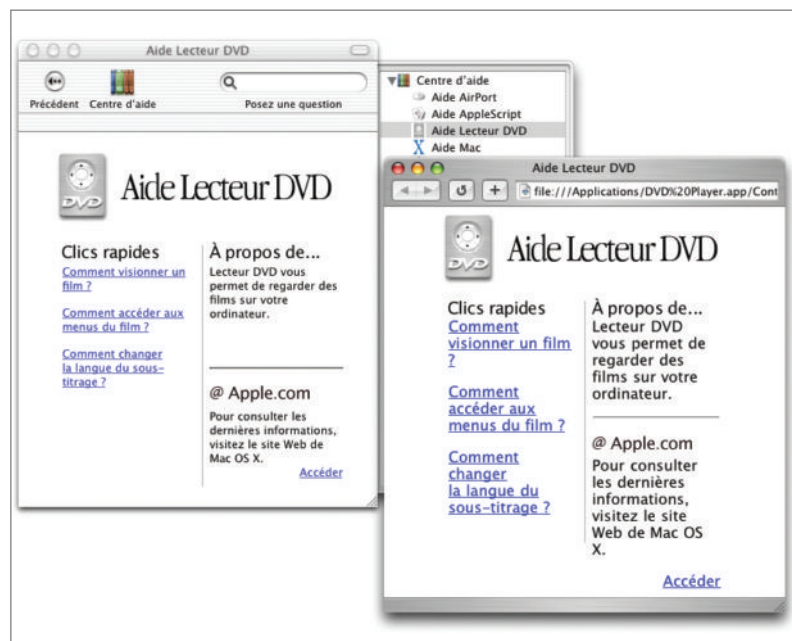 Aide Lecteur DVD
Précédent Centre d'aide Posez une question
DVD
Aide Lecteur DVD
Clics rapides
Comment visionner un
film ?
Comment accéder aux
menus du film ?
Comment changer
la langue du sous-
titrage ?
À propos de...
Lecteur DVD vous
permet de regarder des
films sur votre
ordinateur.
@ Apple.com
Pour consulter les
dernières informations,
visitez le site Web de
Mac OS X.
Accéder
Centre d'aide
Aide AirPort
Aide AppleScript
Aide Lecteur DVD
Aide Mac
Aide Lecteur DVD
file:///Applications/DVD%20Player.app/Cont
DVD
Aide Lecteur DVD
Clics rapides
Comment
visionner un film
?
Comment
accéder aux
menus du film ?
Comment
changer
la langue du
sous-titrage ?
À propos de...
Lecteur DVD
vous permet de
regarder des
films sur votre
ordinateur.
@ Apple.com
Pour consulter
les dernières
informations,
visitez le site
Web de Mac OS
X.
Accéder